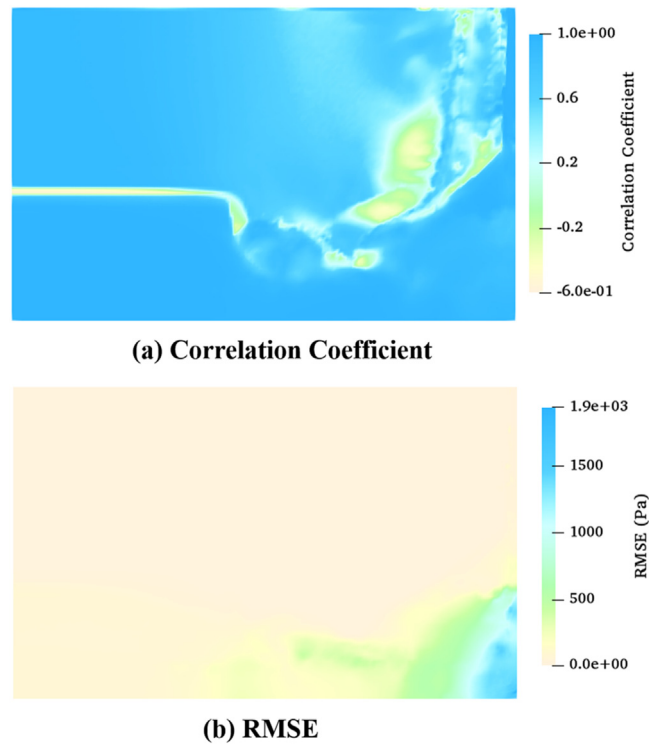 1.0e+00
0.6
0.2
-0.2
-6.0e-01
Correlation Coefficient
(a) Correlation Coefficient
1.9e+03
1500
1000
500
0.0e+00
RMSE (Pa)
(b) RMSE